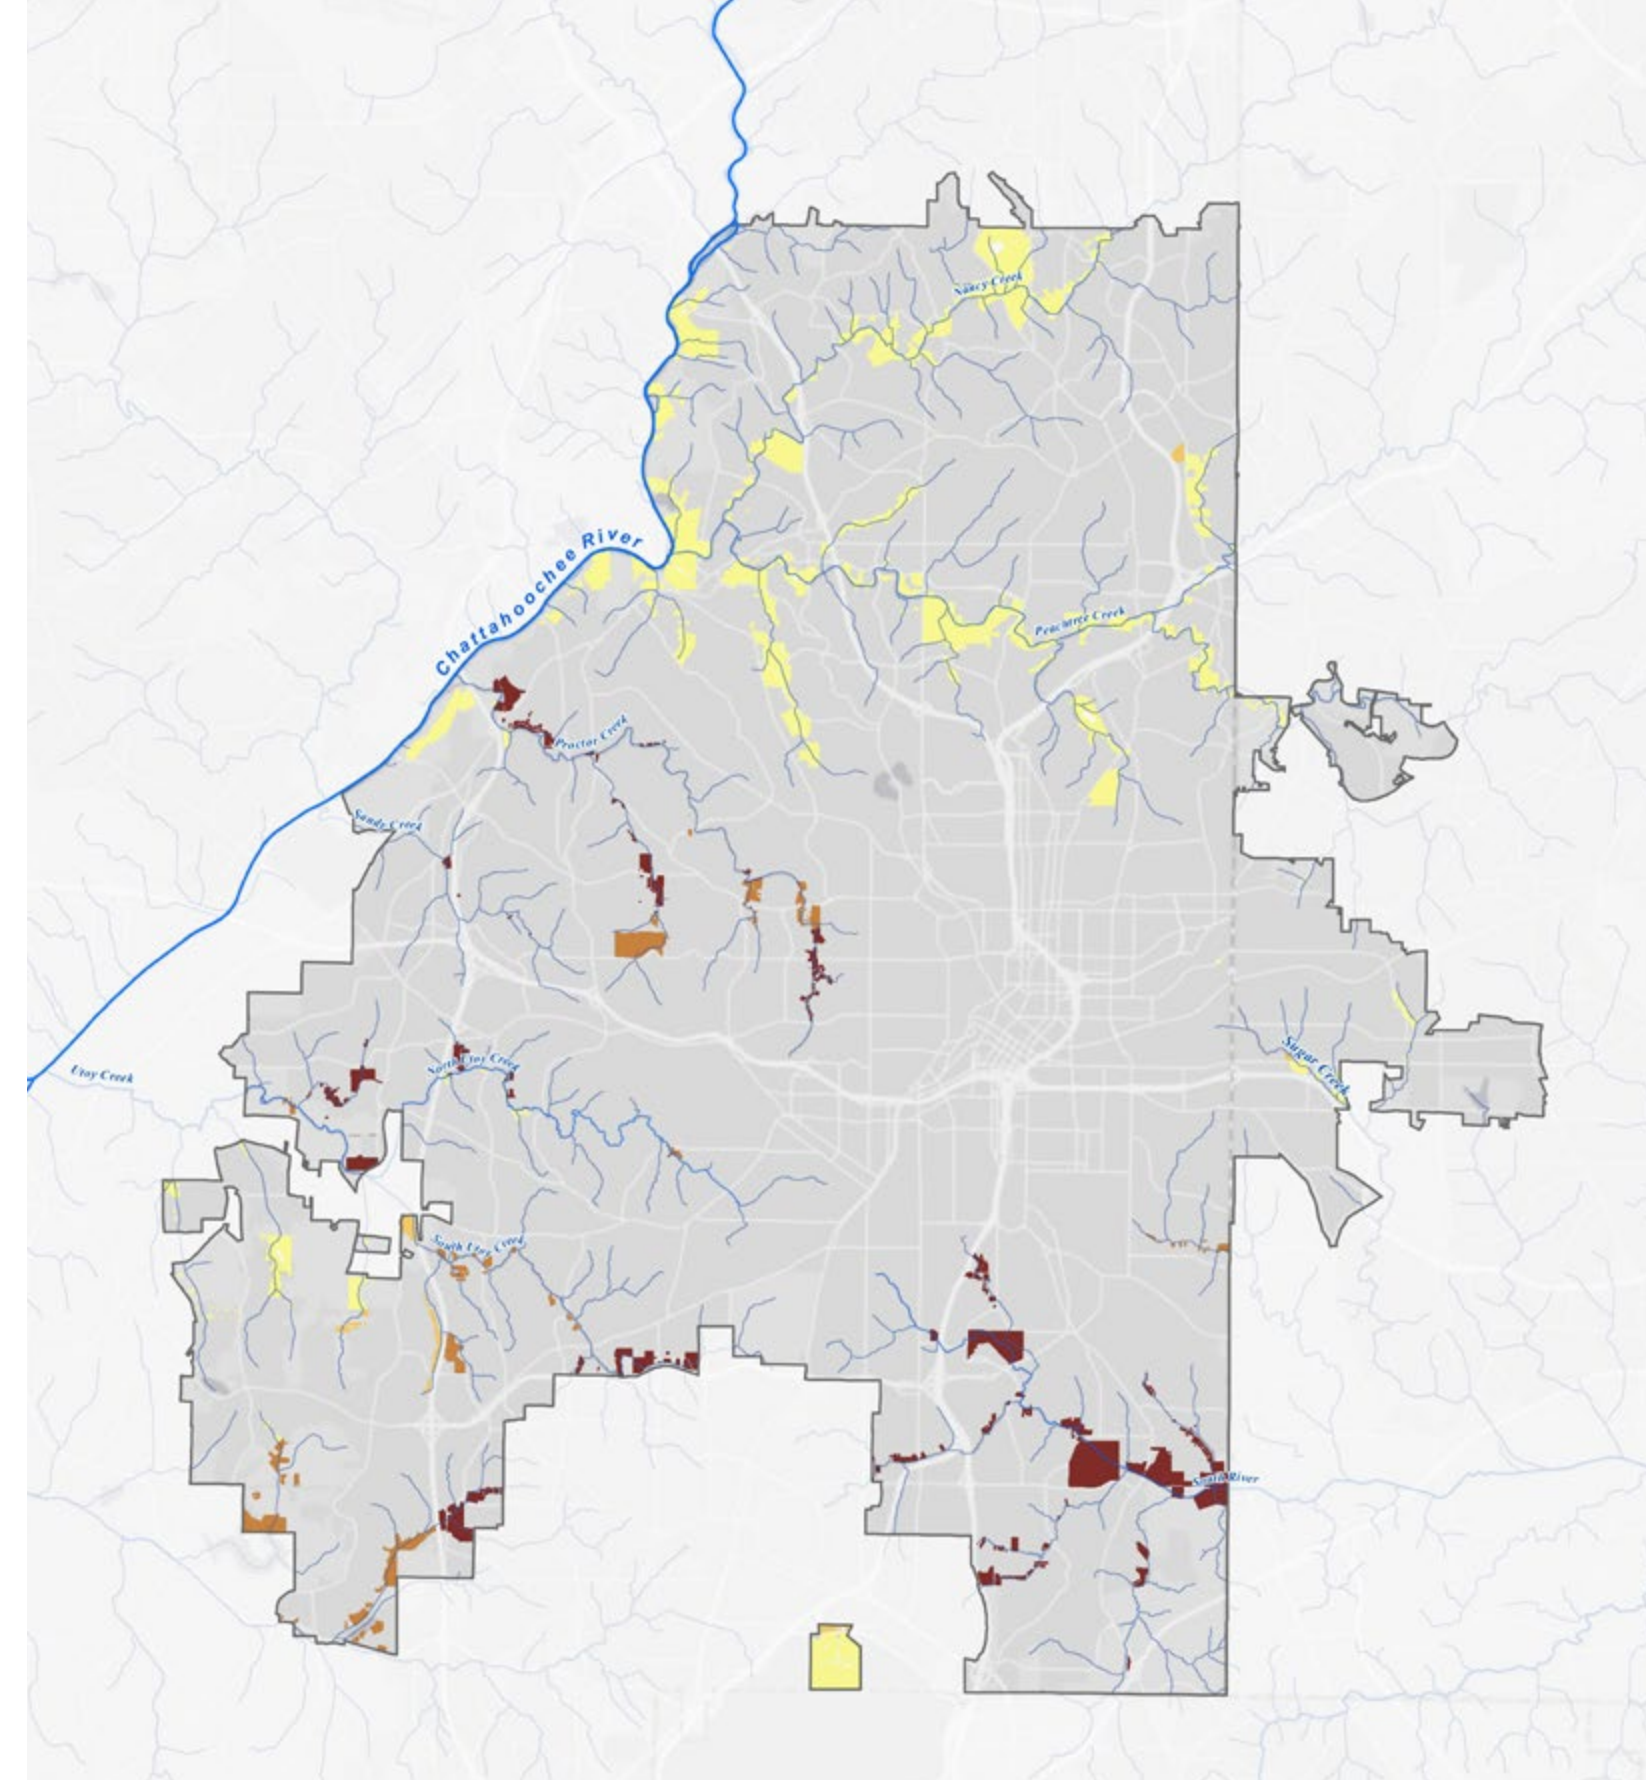 Nancy Creek
Chattahoochee River
Peachtree Creek
Proctor Creek
Sandy Creek
Utoy Creek
North Utoy Creek
Sugar Creek
South Utoy Creek
South River